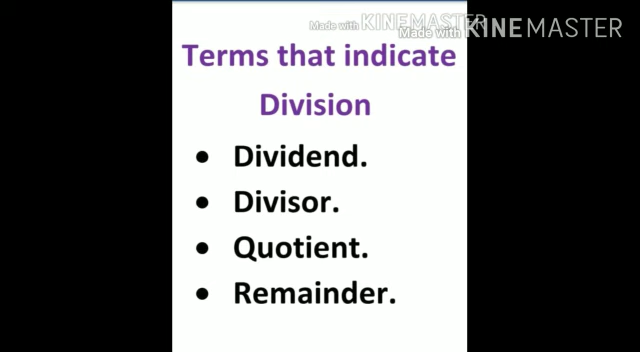 Made with KINEMASTER
Made with KINEMASTER
Terms that indicate
Division
• Dividend.
• Divisor.
• Quotient.
• Remainder.